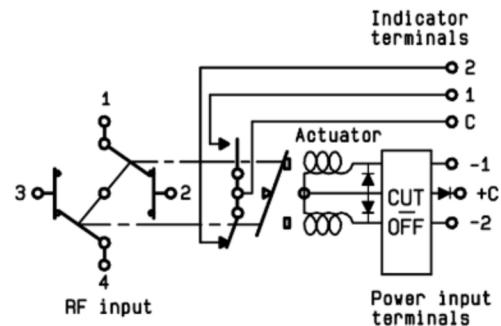 Indicator
terminals
2
1
C
1
Actuator
-1
3
2
CUT
OFF
+C
-2
4
RF input
Power input
terminals